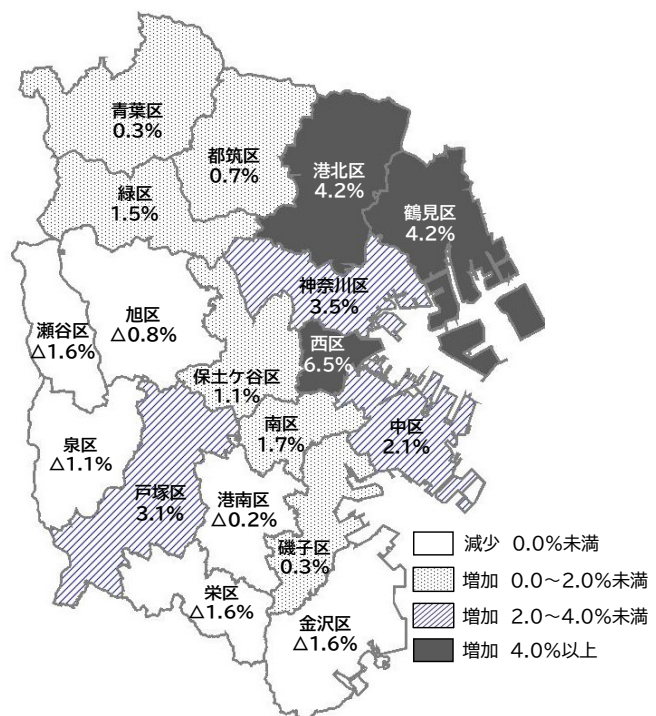 青葉区
0.3%
都筑区
0.7%
港北区
4.2%
鶴見区
4.2%
緑区
1.5%
神奈川区
3.5%
旭区
△0.8%
瀬谷区
△1.6%
西区
6.5%
保土ケ谷区
1.1%
南区
1.7%
中区
2.1%
泉区
△1.1%
戸塚区
3.1%
港南区
△0.2%
磯子区
0.3%
栄区
△1.6%
金沢区
△1.6%
減少 0.0%未満
増加 0.0～2.0%未満
増加 2.0～4.0%未満
増加 4.0%以上